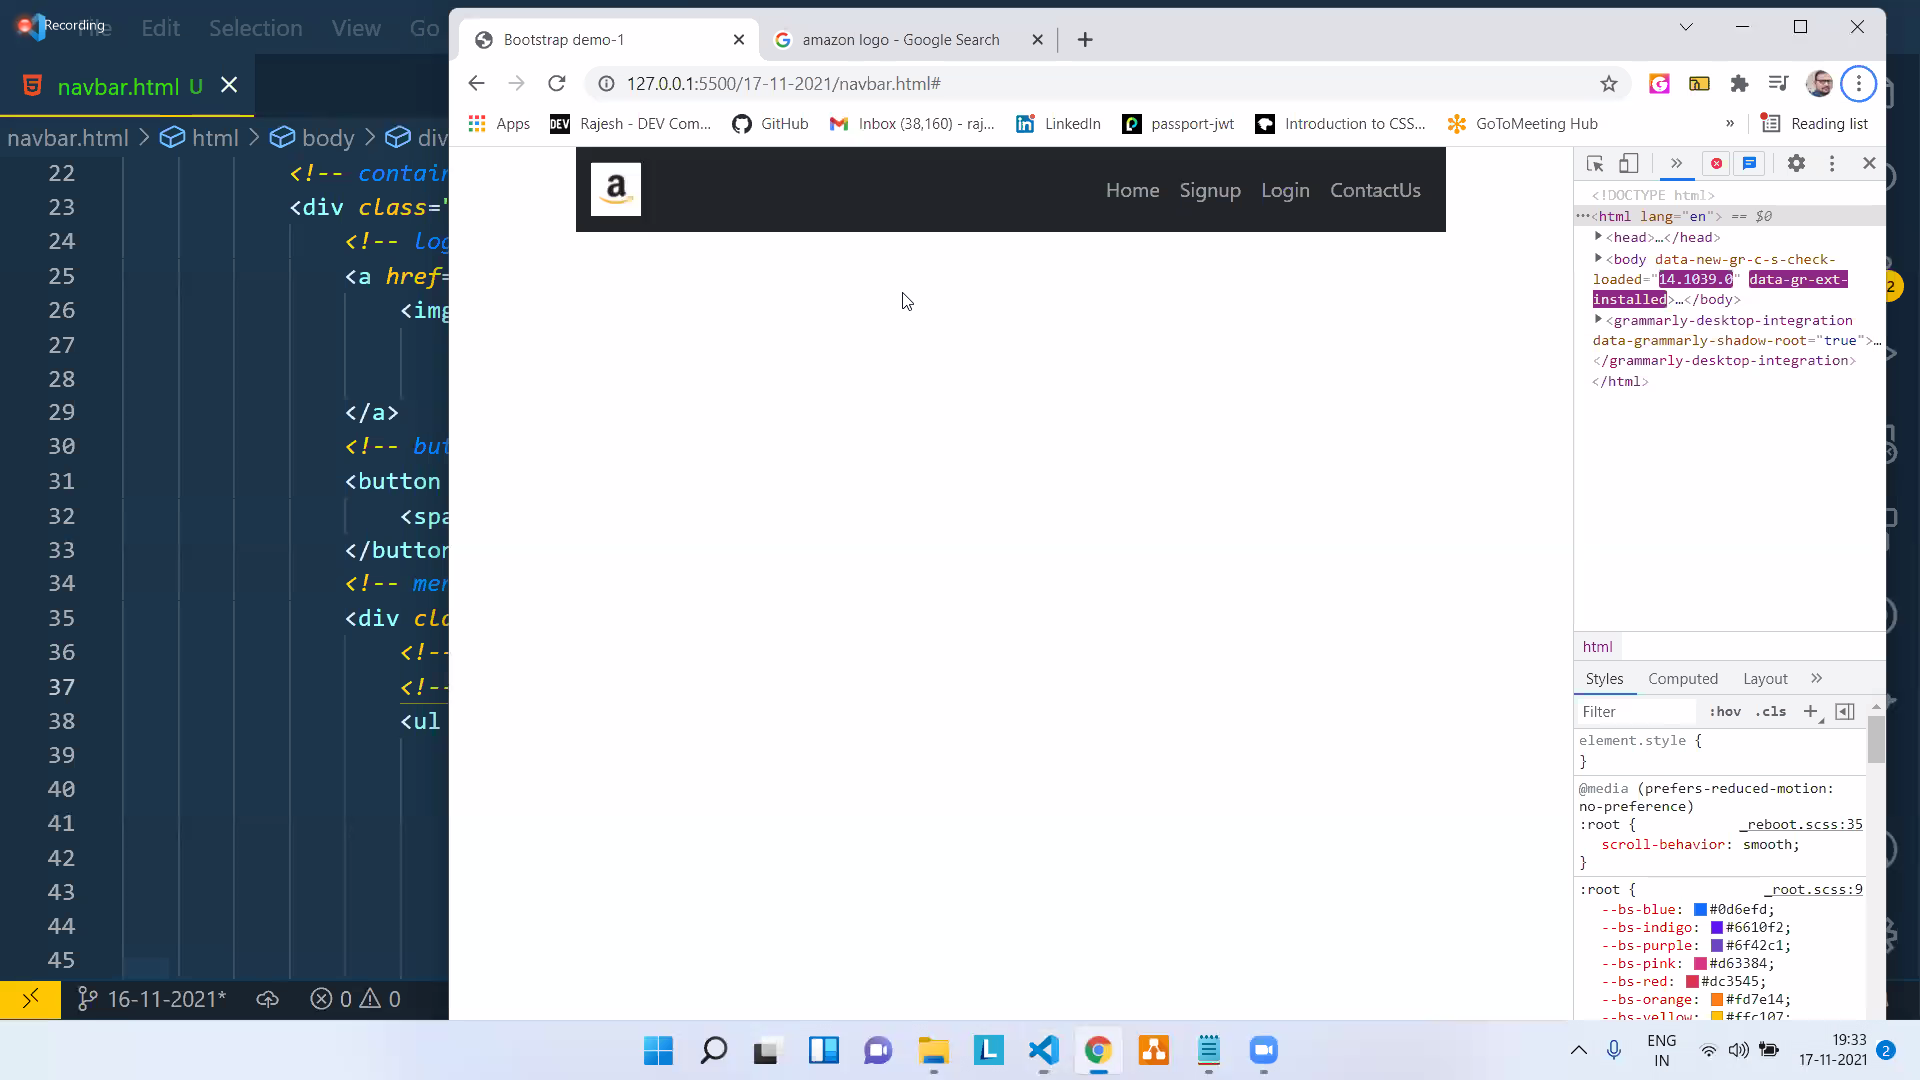 Recording
File Edit Selection View Go
navbar.html U
navbar.html > html > body > div
22 <!-- contain
23 <div class="
24 <!-- log
25 <a href=
26 <img
27
28
29 </a>
30 <!-- but
31 <button
32 <spa
33 </button
34 <!-- men
35 <div cla
36 <!--
37 <!--
38 <ul
39
40
41
42
43
44
45
16-11-2021* 0 0
Bootstrap demo-1
amazon logo - Google Search
127.0.0.1:5500/17-11-2021/navbar.html#
Apps
DEV Rajesh - DEV Com...
GitHub
Inbox (38,160) - raj...
LinkedIn
passport-jwt
Introduction to CSS...
GoToMeeting Hub
»
Reading list
a
Home Signup Login ContactUs
<!DOCTYPE html>
···<html lang="en"> == $0
<head>…</head>
<body data-new-gr-c-s-check-
loaded="14.1039.0" data-gr-ext-
installed>…</body>
<grammarly-desktop-integration
data-grammarly-shadow-root="true">…
</grammarly-desktop-integration>
</html>
html
Styles Computed Layout »
Filter :hov .cls
element.style {
}
@media (prefers-reduced-motion:
no-preference)
:root { _reboot.scss:35
scroll-behavior: smooth;
}
:root { _root.scss:9
--bs-blue: #0d6efd;
--bs-indigo: #6610f2;
--bs-purple: #6f42c1;
--bs-pink: #d63384;
--bs-red: #dc3545;
--bs-orange: #fd7e14;
--bs-yellow: #ffc107;
2
L
ENG
IN
19:33
17-11-2021
2